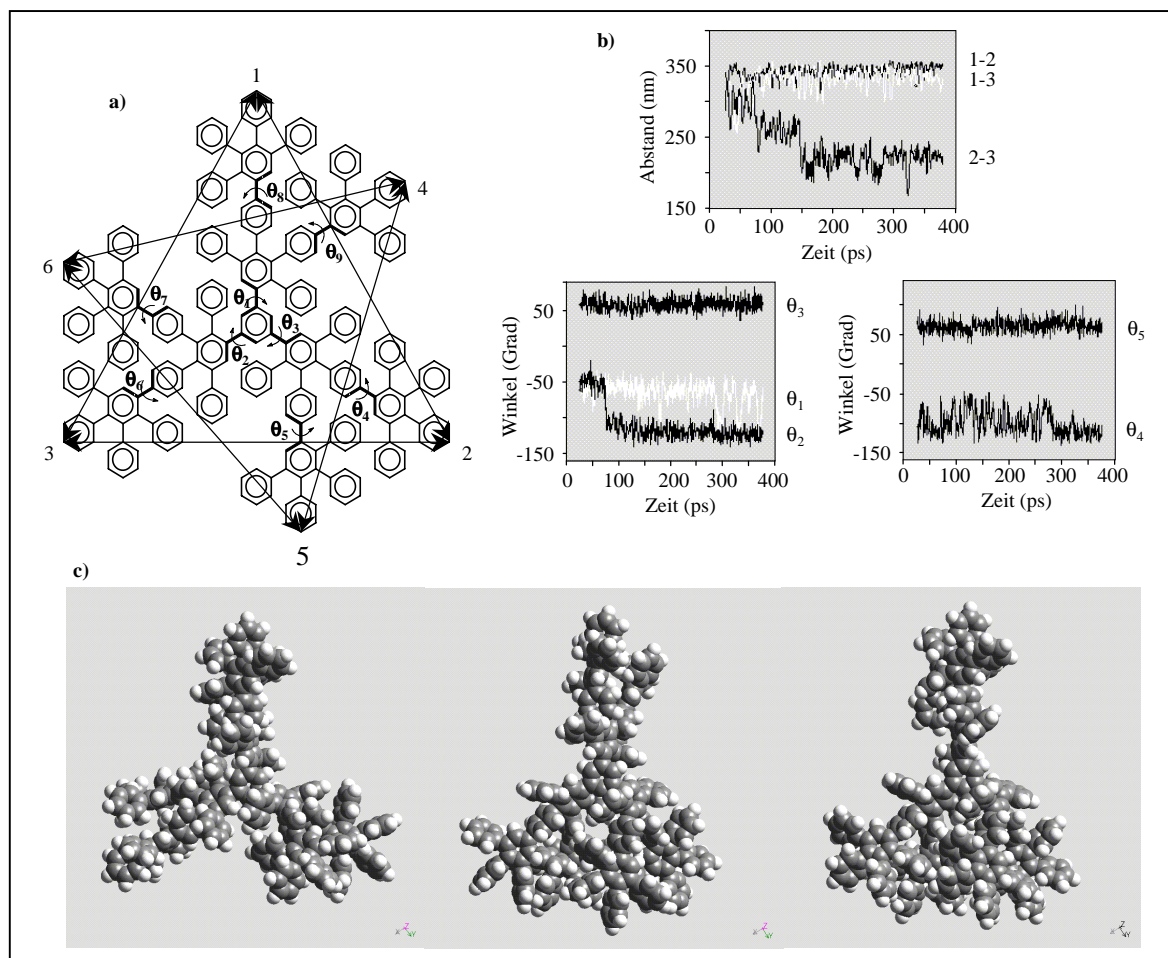 a)
1
4
6
3
2
5
θ8
θ9
θ7
θ1
θ3
θ2
θ6
θ4
θ5
b)
Abstand (nm)
350
250
150
0 100 200 300 400
Zeit (ps)
1-2
1-3
2-3
Winkel (Grad)
50
-50
-150
0 100 200 300 400
Zeit (ps)
θ3
θ1
θ2
Winkel (Grad)
50
-50
-150
0 100 200 300 400
Zeit (ps)
θ5
θ4
c)
X Z Y
X Z Y
X Z Y